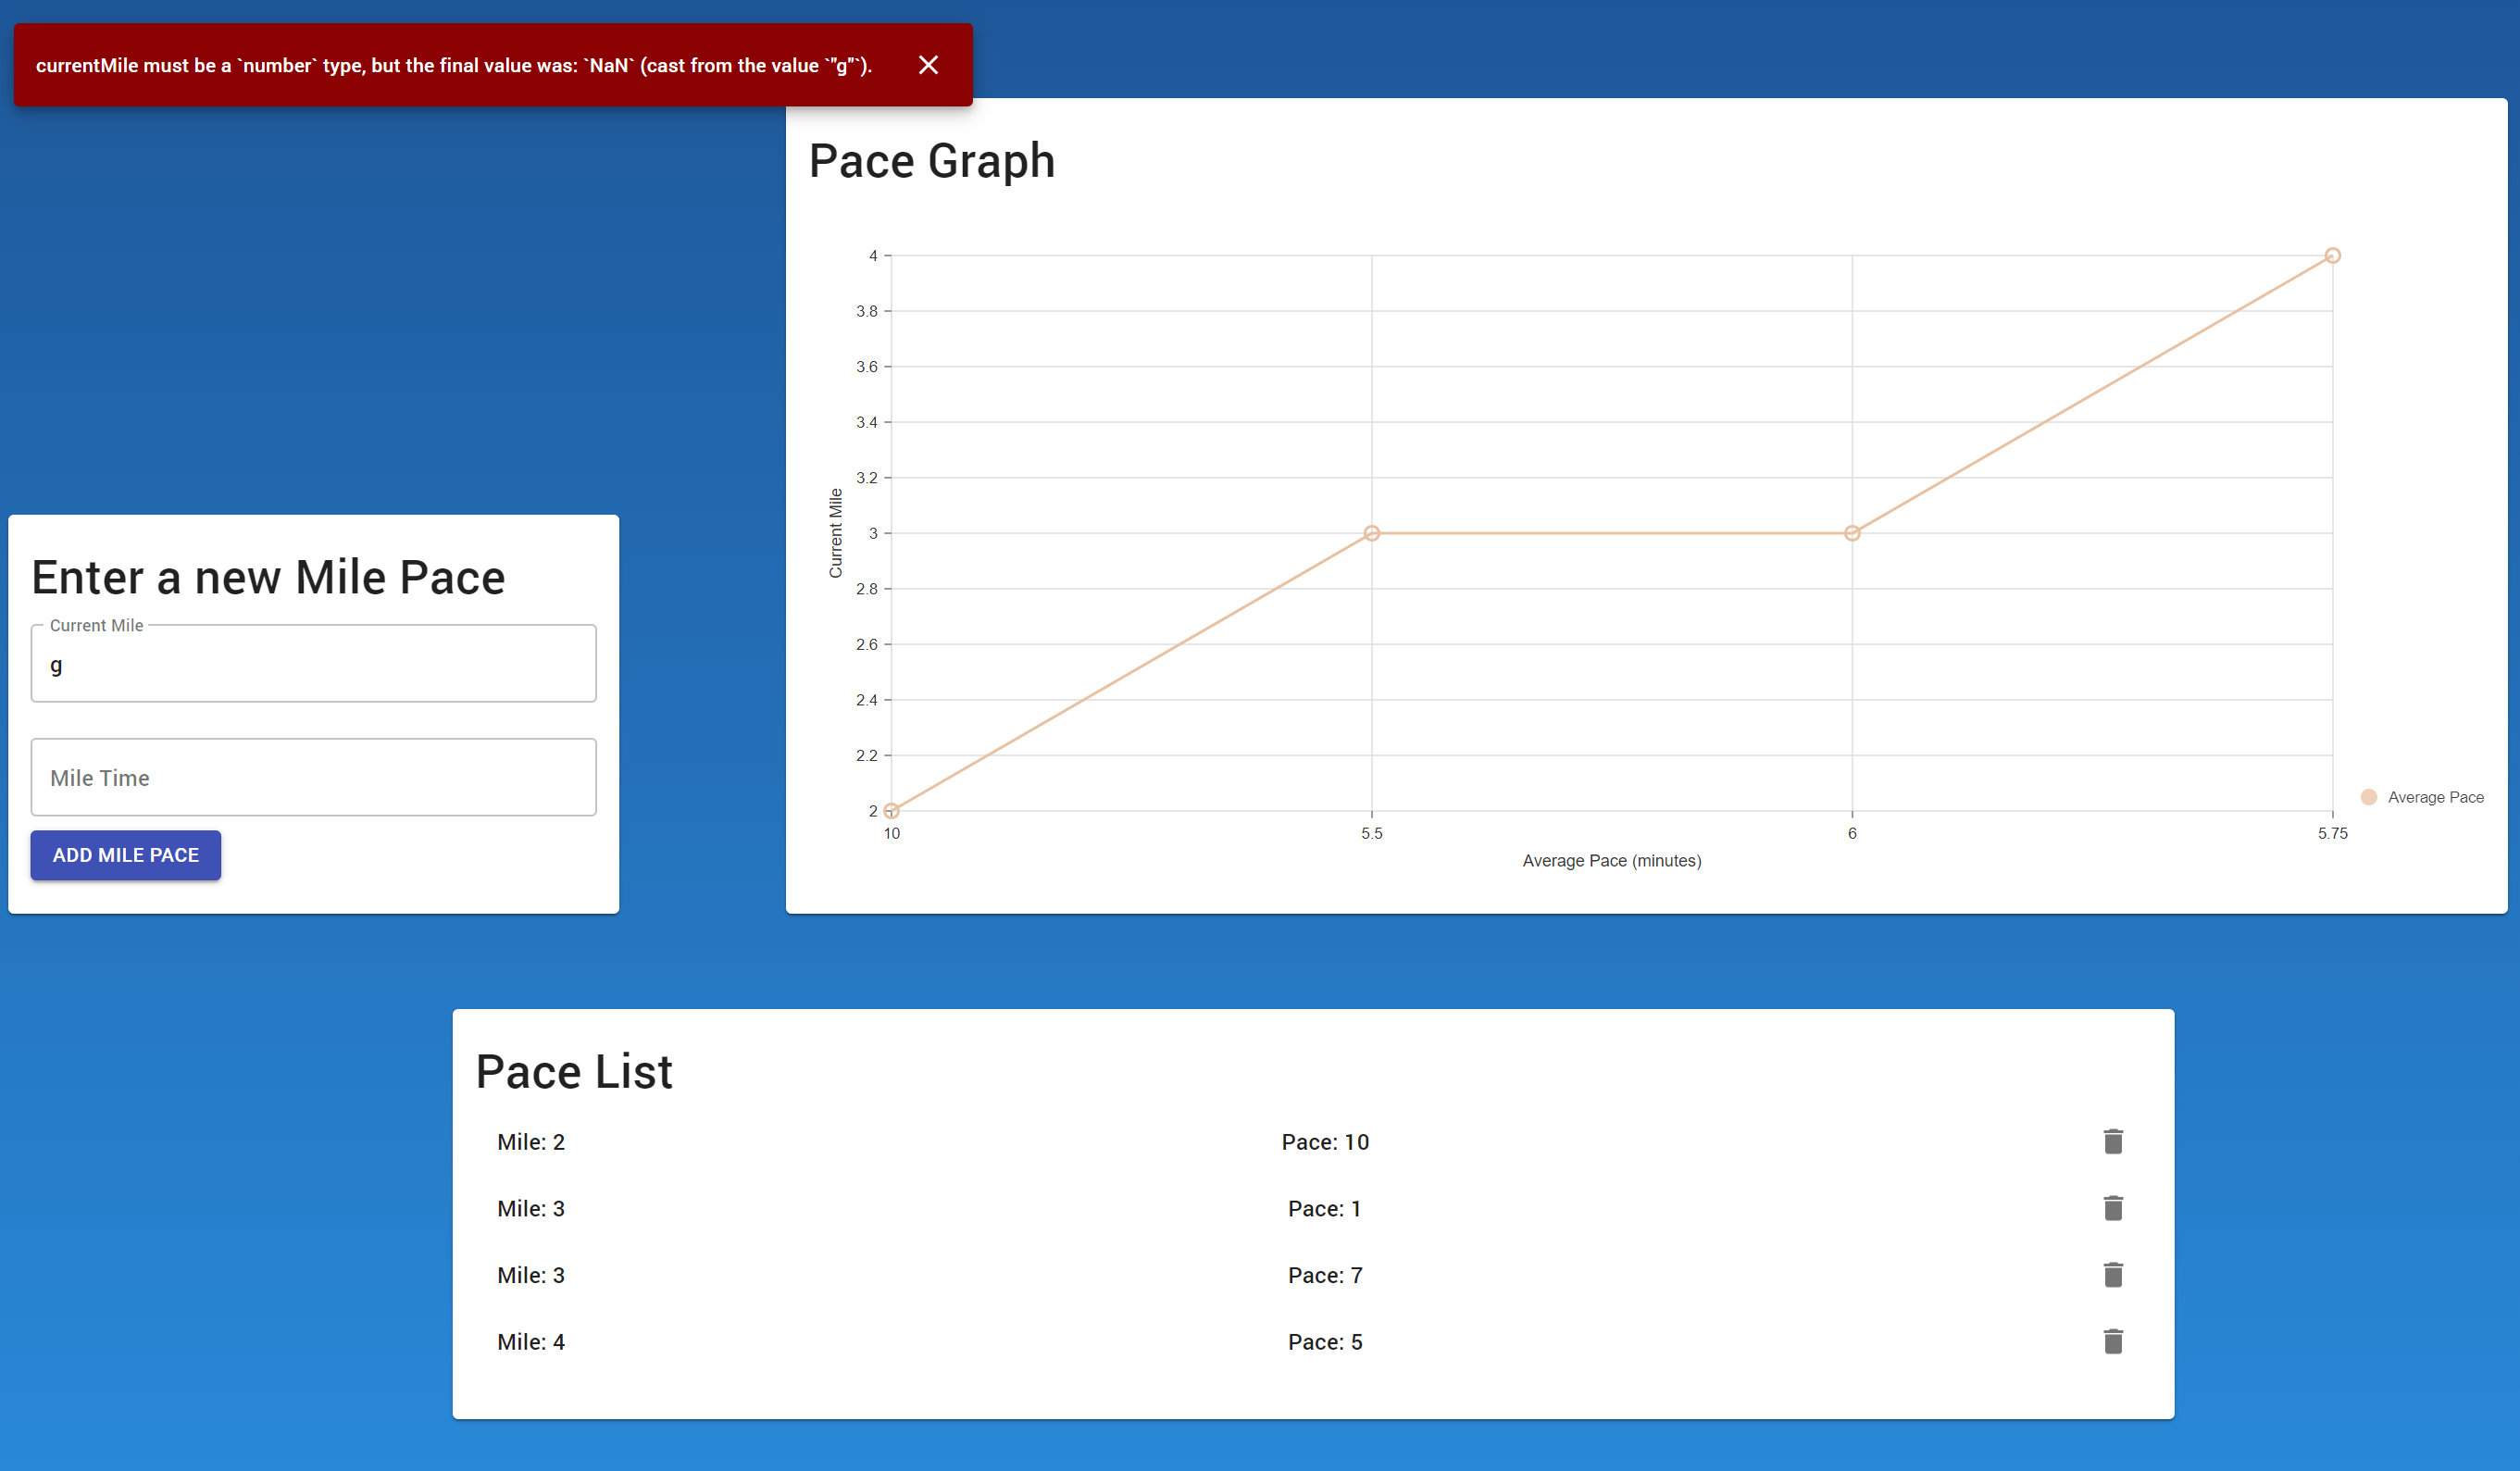 currentMile must be a `number` type, but the final value was: `NaN` (cast from the value `"g"`).
Pace Graph
4
3.8
3.6
3.4
3.2
3
2.8
2.6
2.4
2.2
2
Current Mile
10
5.5
6
5.75
Average Pace (minutes)
Average Pace
Enter a new Mile Pace
Current Mile
g
Mile Time
ADD MILE PACE
Pace List
Mile: 2 Pace: 10
Mile: 3 Pace: 1
Mile: 3 Pace: 7
Mile: 4 Pace: 5